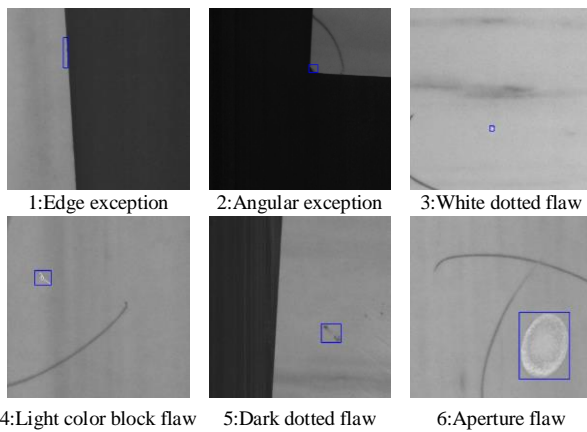 1:Edge exception
2:Angular exception
3:White dotted flaw
4:Light color block flaw
5:Dark dotted flaw
6:Aperture flaw